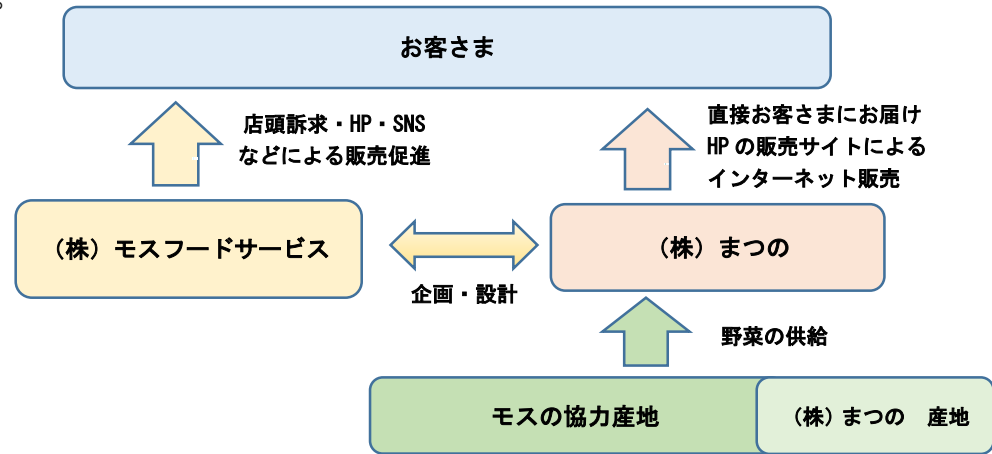 。
お客さま
店頭訴求・HP・SNS
などによる販売促進
直接お客さまにお届け
HPの販売サイトによる
インターネット販売
（株）モスフードサービス
（株）まつの
企画・設計
野菜の供給
モスの協力産地
（株）まつの　産地